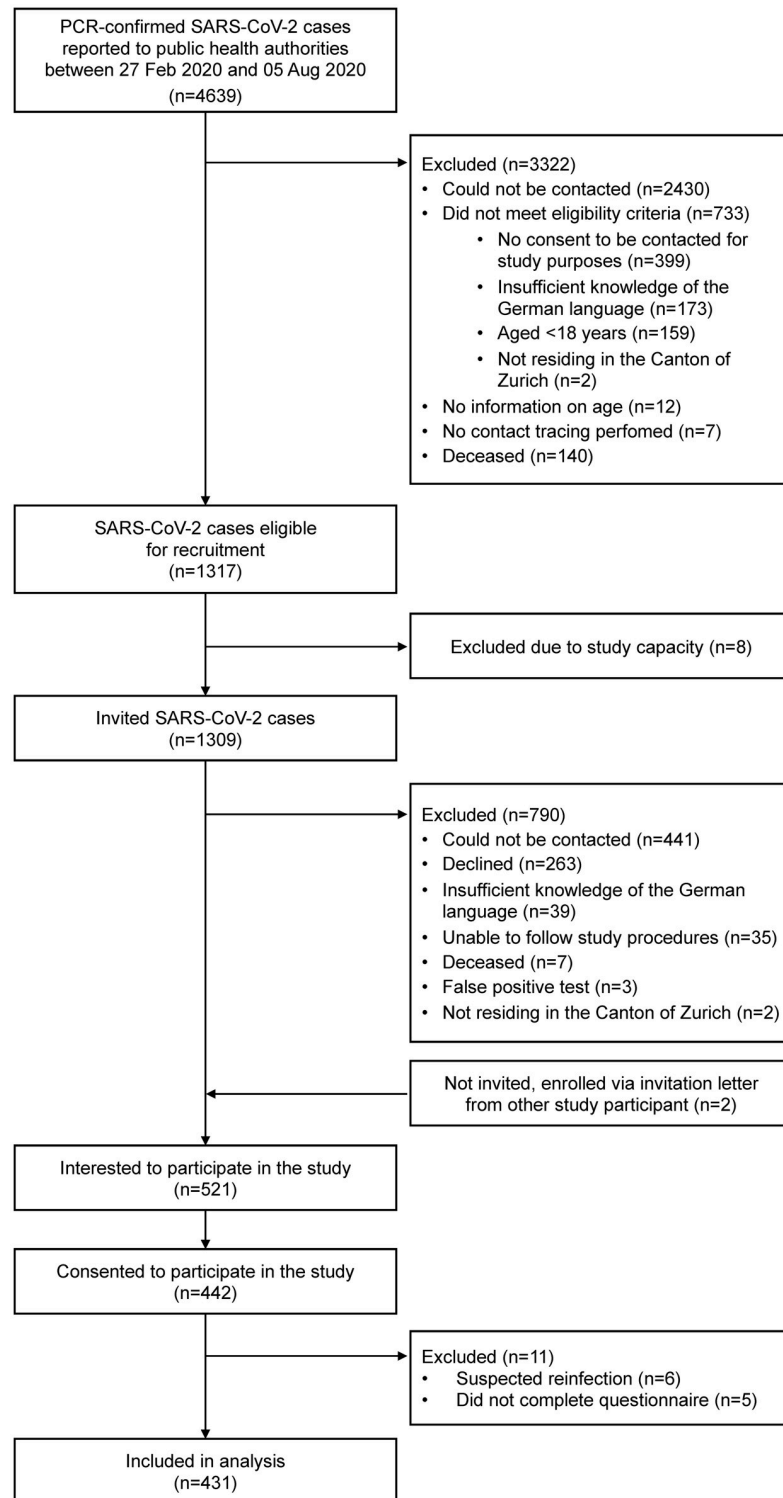 PCR-confirmed SARS-CoV-2 cases
reported to public health authorities
between 27 Feb 2020 and 05 Aug 2020
(n=4639)
Excluded (n=3322)
• Could not be contacted (n=2430)
• Did not meet eligibility criteria (n=733)
• No consent to be contacted for
study purposes (n=399)
• Insufficient knowledge of the
German language (n=173)
• Aged <18 years (n=159)
• Not residing in the Canton of
Zurich (n=2)
• No information on age (n=12)
• No contact tracing perfomed (n=7)
• Deceased (n=140)
SARS-CoV-2 cases eligible
for recruitment
(n=1317)
Excluded due to study capacity (n=8)
Invited SARS-CoV-2 cases
(n=1309)
Excluded (n=790)
• Could not be contacted (n=441)
• Declined (n=263)
• Insufficient knowledge of the German
language (n=39)
• Unable to follow study procedures (n=35)
• Deceased (n=7)
• False positive test (n=3)
• Not residing in the Canton of Zurich (n=2)
Not invited, enrolled via invitation letter
from other study participant (n=2)
Interested to participate in the study
(n=521)
Consented to participate in the study
(n=442)
Excluded (n=11)
• Suspected reinfection (n=6)
• Did not complete questionnaire (n=5)
Included in analysis
(n=431)